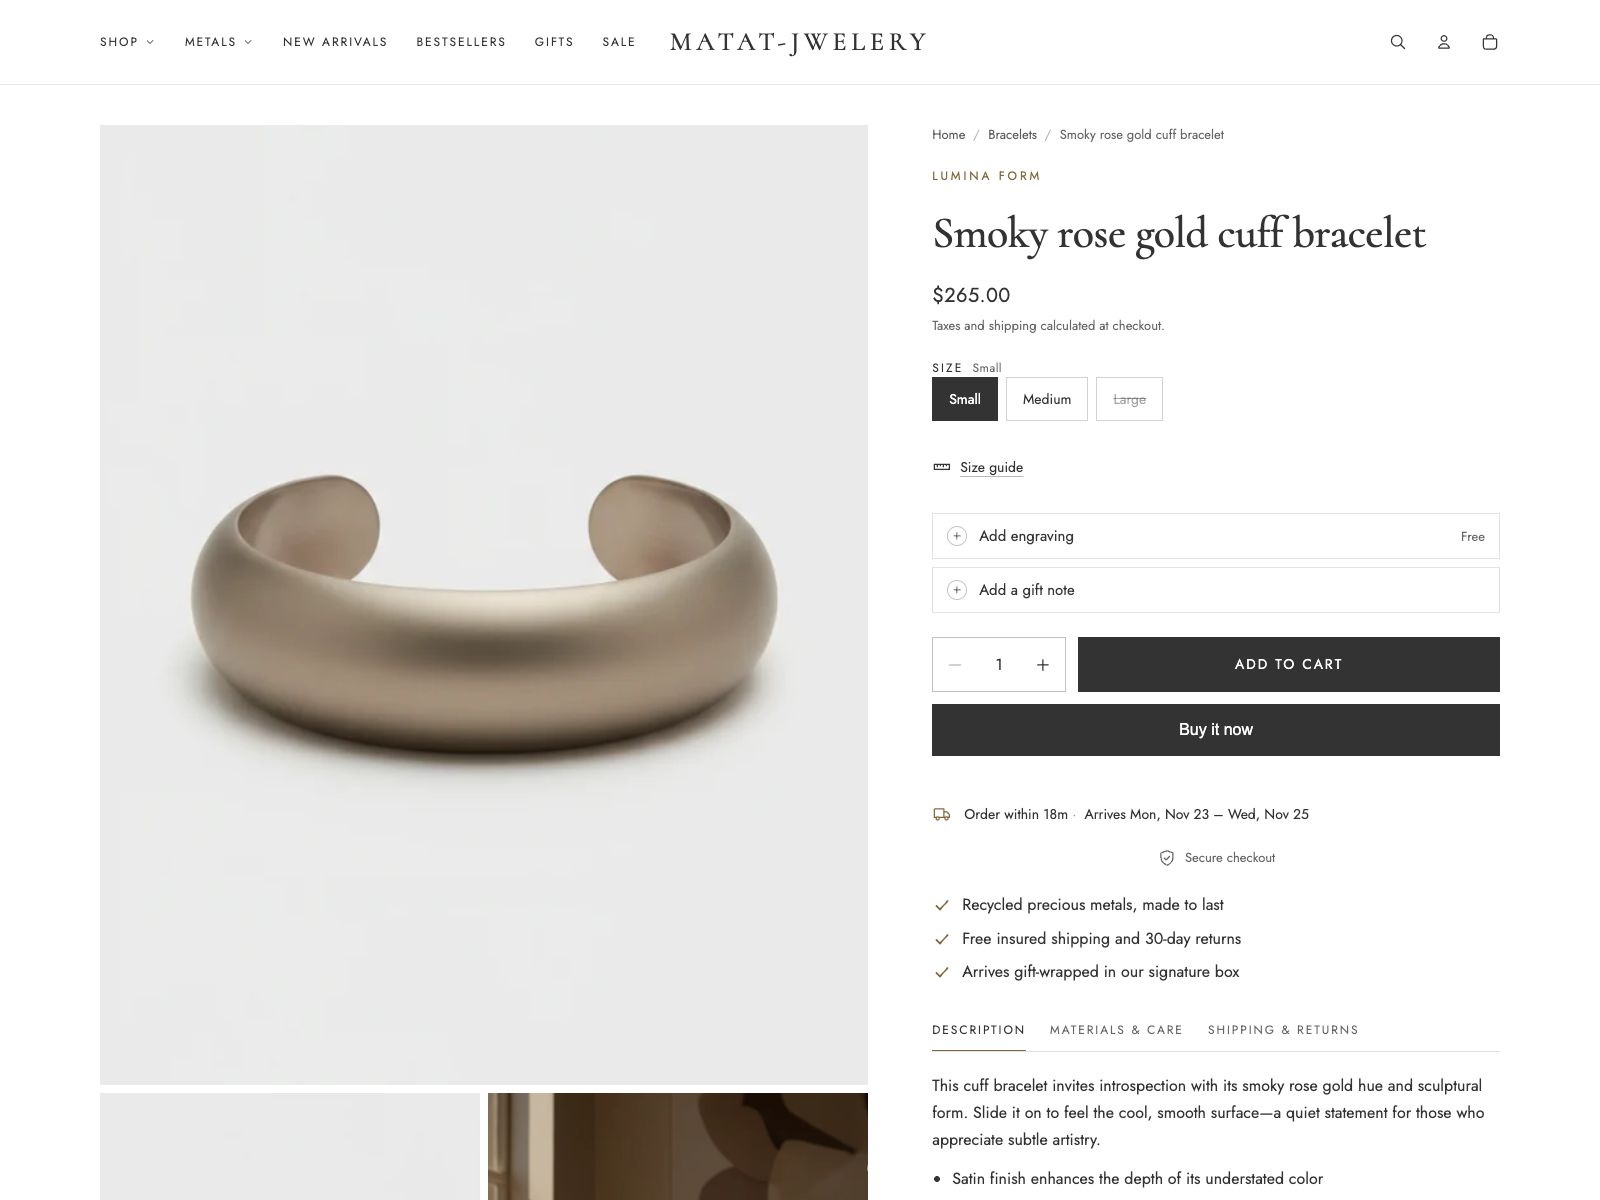 SHOP METALS NEW ARRIVALS BESTSELLERS GIFTS SALE MATAT-JWELERY
Home / Bracelets / Smoky rose gold cuff bracelet
LUMINA FORM
Smoky rose gold cuff bracelet
$265.00
Taxes and shipping calculated at checkout.
SIZE Small
Small Medium Large
Size guide
Add engraving Free
Add a gift note
1 ADD TO CART
Buy it now
Order within 18m · Arrives Mon, Nov 23 – Wed, Nov 25
Secure checkout
Recycled precious metals, made to last
Free insured shipping and 30-day returns
Arrives gift-wrapped in our signature box
DESCRIPTION MATERIALS & CARE SHIPPING & RETURNS
This cuff bracelet invites introspection with its smoky rose gold hue and sculptural
form. Slide it on to feel the cool, smooth surface—a quiet statement for those who
appreciate subtle artistry.
• Satin finish enhances the depth of its understated color